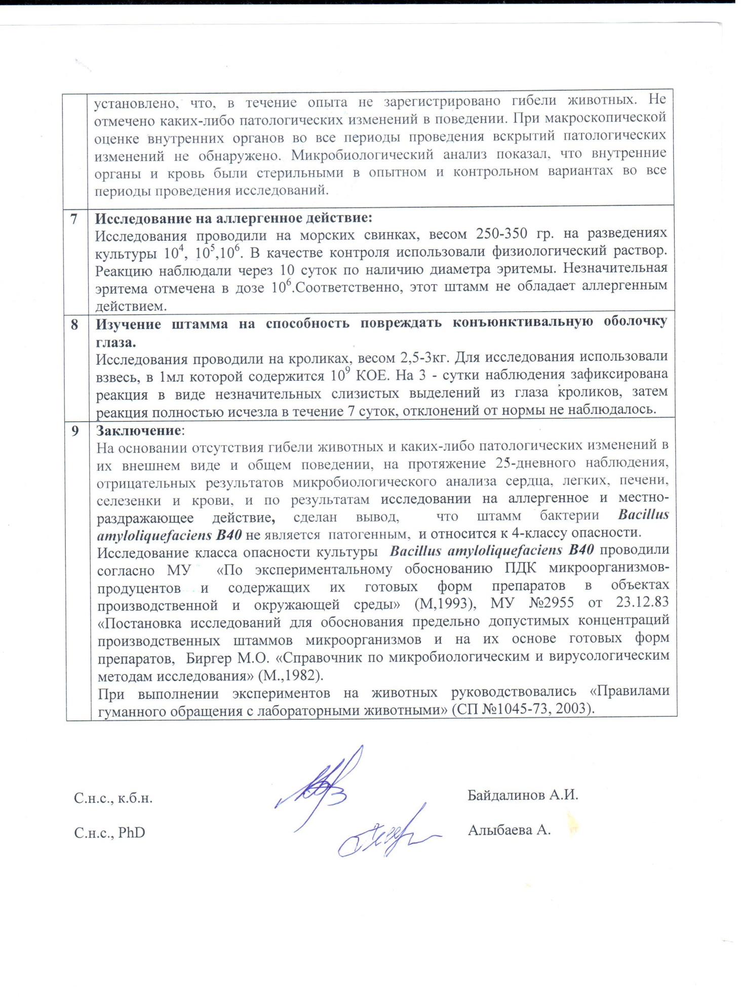 установлено, что, в течение опыта не зарегистрировано гибели животных. Не
отмечено каких-либо патологических изменений в поведении. При макроскопической
оценке внутренних органов во все периоды проведения вскрытий патологических
изменений не обнаружено. Микробиологический анализ показал, что внутренние
органы и кровь были стерильными в опытном и контрольном вариантах во все
периоды проведения исследований.
7 Исследование на аллергенное действие:
Исследования проводили на морских свинках, весом 250-350 гр. на разведениях
культуры 10⁴, 10⁵,10⁶. В качестве контроля использовали физиологический раствор.
Реакцию наблюдали через 10 суток по наличию диаметра эритемы. Незначительная
эритема отмечена в дозе 10⁶.Соответственно, этот штамм не обладает аллергенным
действием.
8 Изучение штамма на способность повреждать конъюнктивальную оболочку
глаза.
Исследования проводили на кроликах, весом 2,5-3кг. Для исследования использовали
взвесь, в 1мл которой содержится 10⁹ КОЕ. На 3 - сутки наблюдения зафиксирована
реакция в виде незначительных слизистых выделений из глаза кроликов, затем
реакция полностью исчезла в течение 7 суток, отклонений от нормы не наблюдалось.
9 Заключение:
На основании отсутствия гибели животных и каких-либо патологических изменений в
их внешнем виде и общем поведении, на протяжение 25-дневного наблюдения,
отрицательных результатов микробиологического анализа сердца, легких, печени,
селезенки и крови, и по результатам исследовании на аллергенное и местно-
раздражающее действие, сделан вывод, что штамм бактерии Bacillus
amyloliquefaciens B40 не является патогенным, и относится к 4-классу опасности.
Исследование класса опасности культуры Bacillus amyloliquefaciens B40 проводили
согласно МУ «По экспериментальному обоснованию ПДК микроорганизмов-
продуцентов и содержащих их готовых форм препаратов в объектах
производственной и окружающей среды» (М,1993), МУ №2955 от 23.12.83
«Постановка исследований для обоснования предельно допустимых концентраций
производственных штаммов микроорганизмов и на их основе готовых форм
препаратов, Биргер М.О. «Справочник по микробиологическим и вирусологическим
методам исследования» (М.,1982).
При выполнении экспериментов на животных руководствовались «Правилами
гуманного обращения с лабораторными животными» (СП №1045-73, 2003).
С.н.с., к.б.н. Байдалинов А.И.
С.н.с., PhD Алыбаева А.